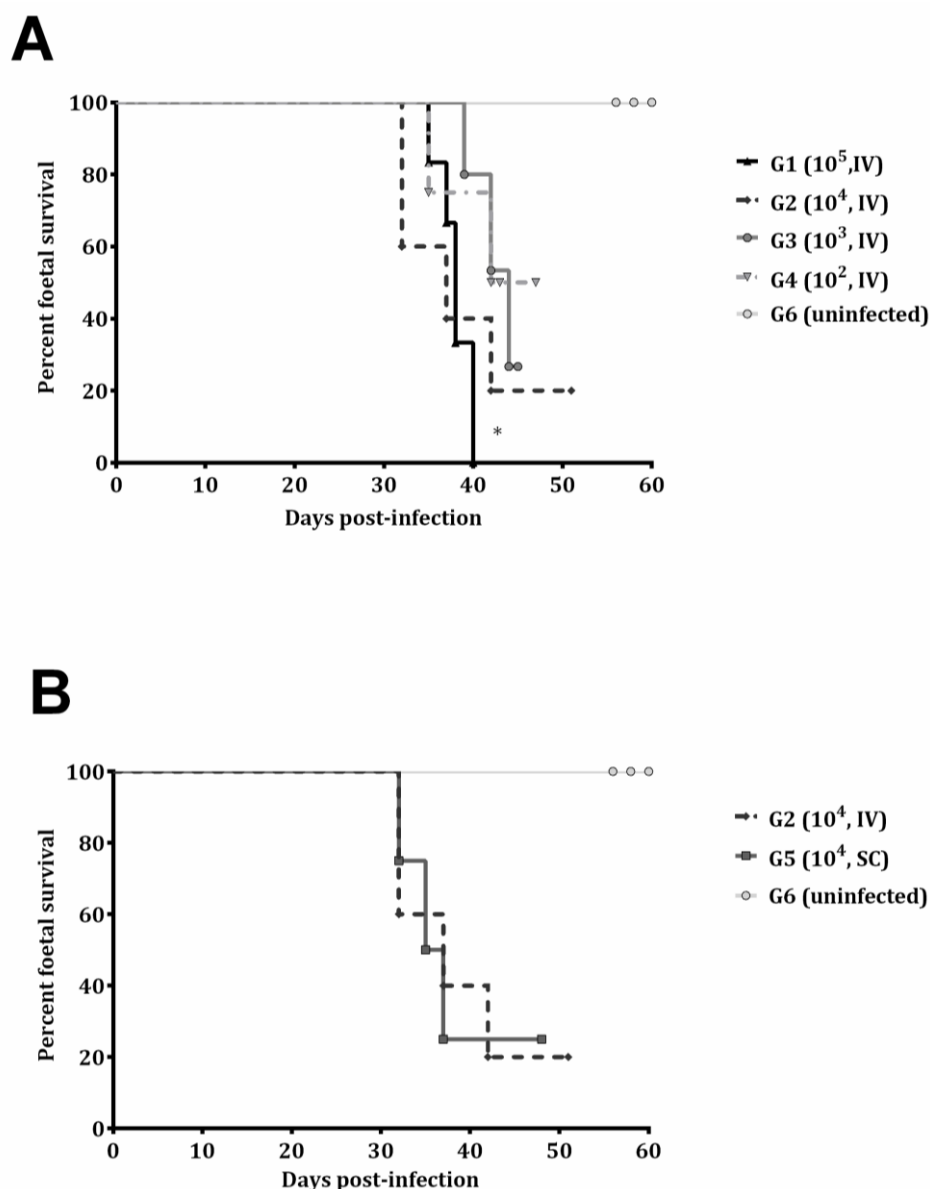 A
100
80
60
40
20
0
Percent foetal survival
0 10 20 30 40 50 60
Days post-infection
*
G1 (10⁵,IV)
G2 (10⁴, IV)
G3 (10³, IV)
G4 (10², IV)
G6 (uninfected)
B
100
80
60
40
20
0
Percent foetal survival
0 10 20 30 40 50 60
Days post-infection
G2 (10⁴, IV)
G5 (10⁴, SC)
G6 (uninfected)